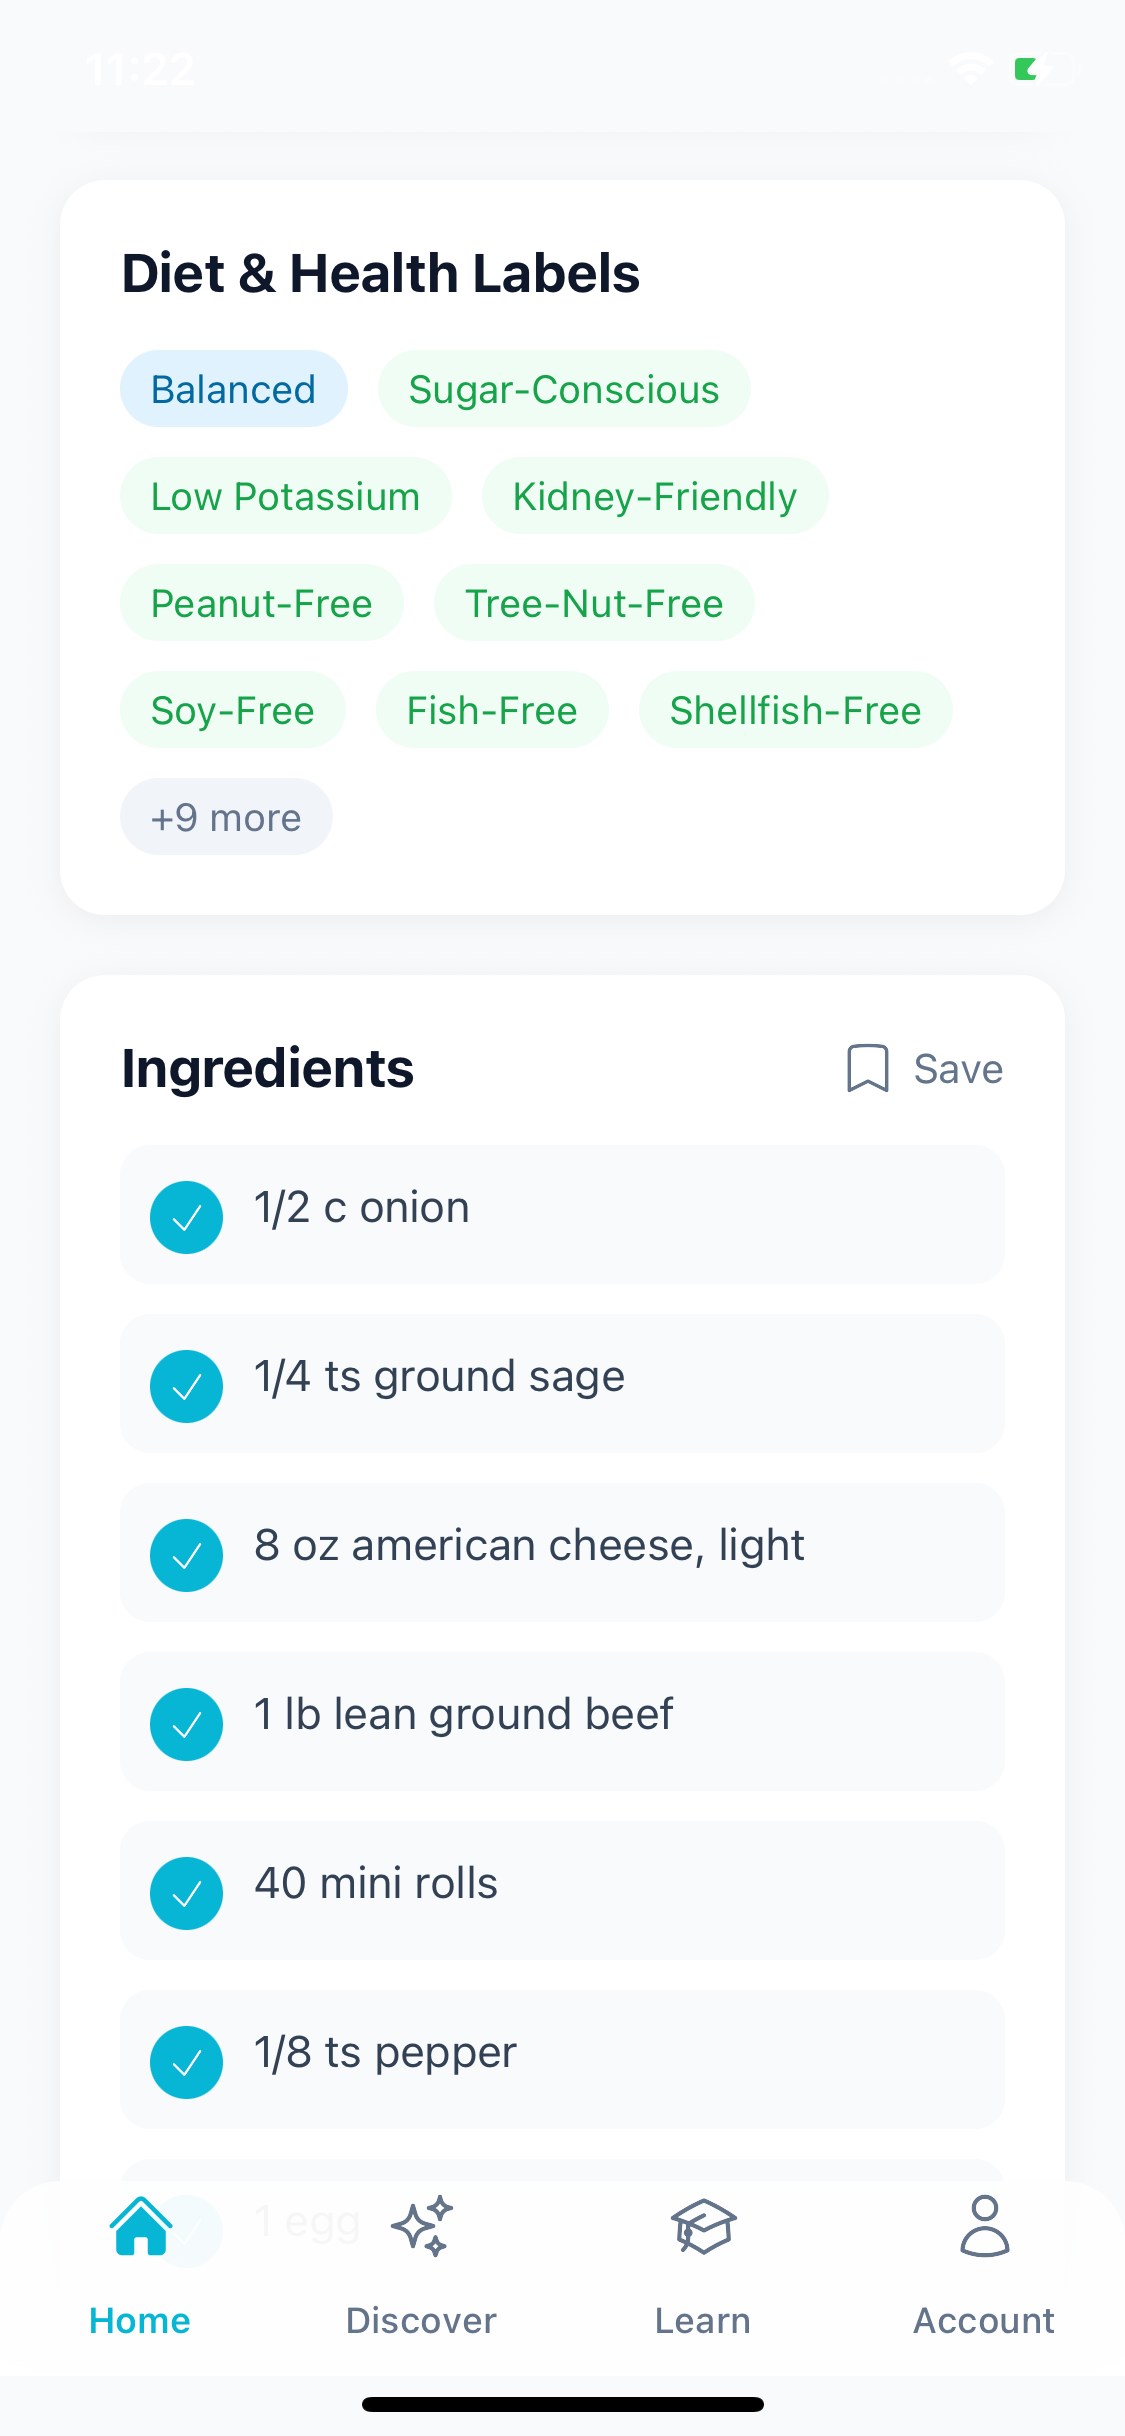 11:22
Diet & Health Labels
Balanced Sugar-Conscious
Low Potassium Kidney-Friendly
Peanut-Free Tree-Nut-Free
Soy-Free Fish-Free Shellfish-Free
+9 more
Ingredients Save
1/2 c onion
1/4 ts ground sage
8 oz american cheese, light
1 lb lean ground beef
40 mini rolls
1/8 ts pepper
1 egg
Home Discover Learn Account